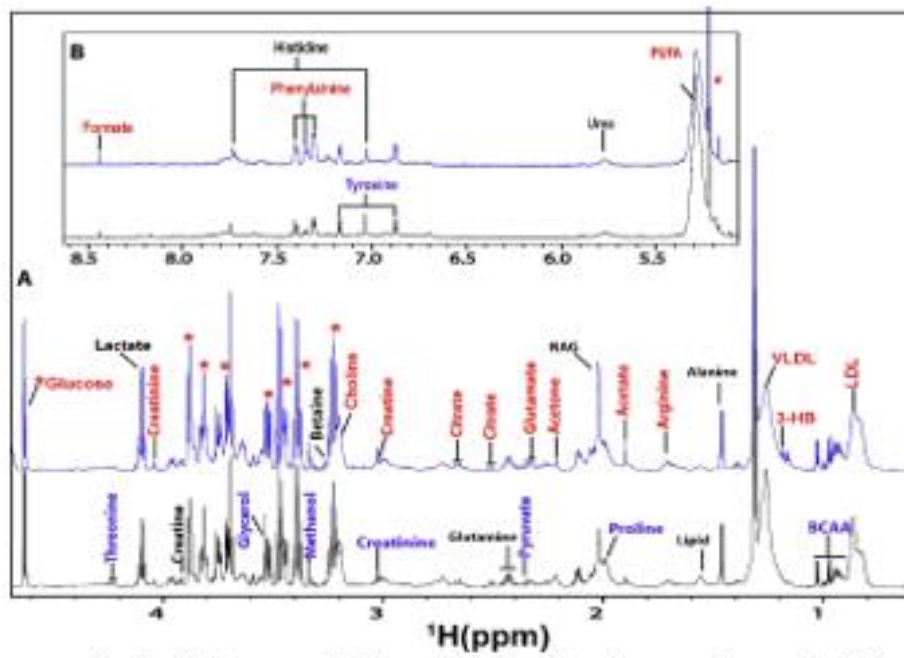 B
Histidine
Phenylalnine
PUFA
*
Formate
Urea
Tyrosine
8.5 8.0 7.5 7.0 6.5 6.0 5.5
A
Lactate
*Glucose
Creatinine
* * * * * * *
Betaine
Choline
Creatine
Citrate
Citrate
Glutamate
Acetone
NAG
Acetate
Arginine
Alanine
VLDL
3-HB
LDL
Threonine
Creatine
Glycerol
Methanol
Creatinine
Glutamine
Pyruvate
Proline
Lipid
BCAA
4 3 2 1
¹H(ppm)